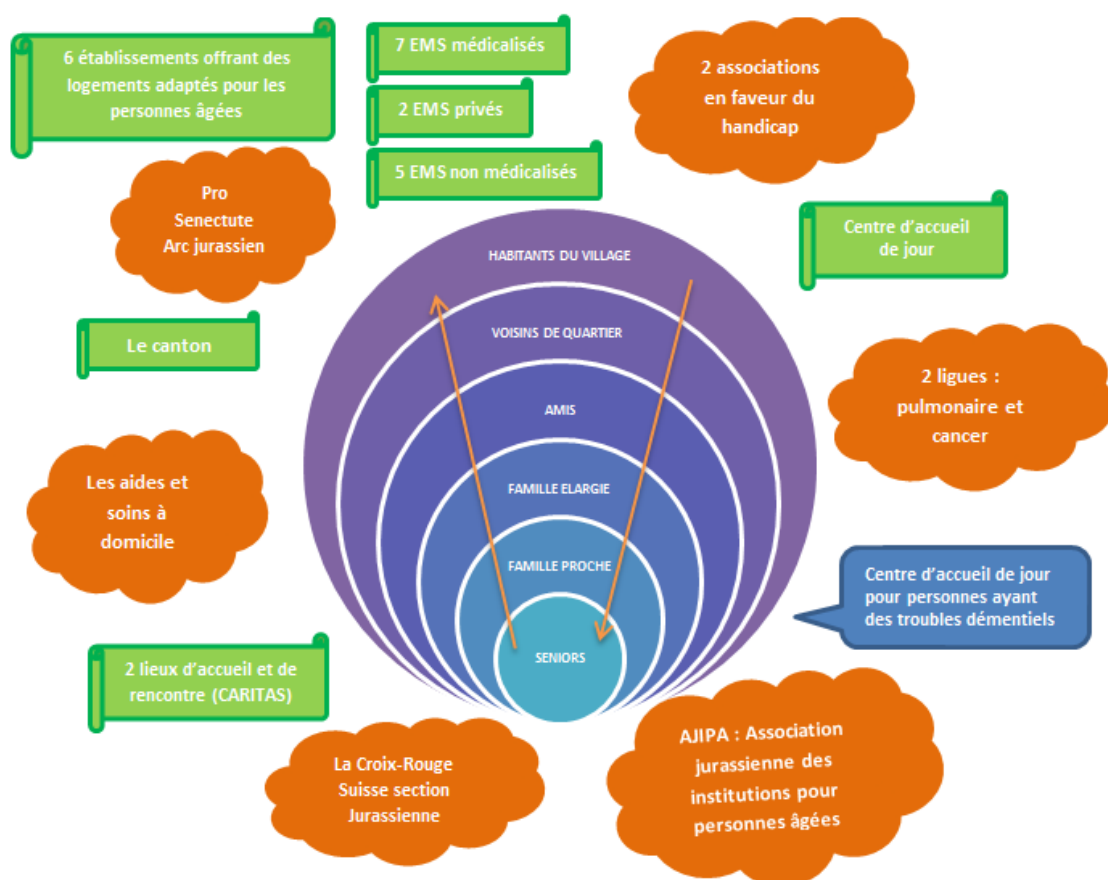 6 établissements offrant des
logements adaptés pour les
personnes âgées
7 EMS médicalisés
2 EMS privés
5 EMS non médicalisés
2 associations
en faveur du
handicap
Pro
Senectute
Arc jurassien
Centre d'accueil
de jour
Le canton
2 ligues :
pulmonaire et
cancer
Les aides et
soins à
domicile
HABITANTS DU VILLAGE
VOISINS DE QUARTIER
AMIS
FAMILLE ELARGIE
FAMILLE PROCHE
SENIORS
Centre d'accueil de jour
pour personnes ayant
des troubles démentiels
2 lieux d'accueil et de
rencontre (CARITAS)
La Croix-Rouge
Suisse section
Jurassienne
AJIPA : Association
jurassienne des
institutions pour
personnes âgées